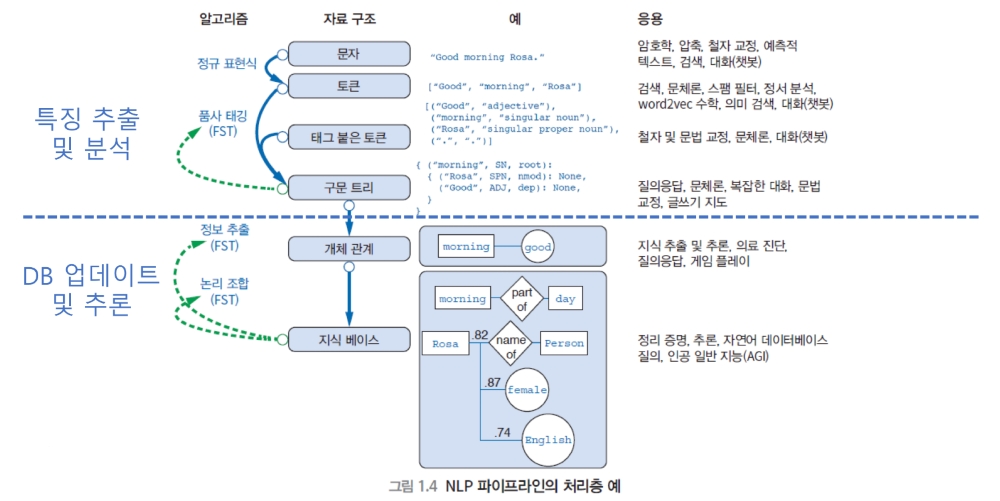 알고리즘
자료 구조
예
응용
특징 추출
및 분석
정규 표현식
품사 태깅
(FST)
문자
"Good morning Rosa."
암호학, 압축, 철자 교정, 예측적
텍스트, 검색, 대화(챗봇)
토큰
["Good", "morning", "Rosa"]
검색, 문체론, 스팸 필터, 정서 분석,
word2vec 수학, 의미 검색, 대화(챗봇)
태그 붙은 토큰
[("Good", "adjective"),
("morning", "singular noun"),
("Rosa", "singular proper noun"),
(".", ".")]
철자 및 문법 교정, 문체론, 대화(챗봇)
구문 트리
{ ("morning", SN, root):
{ ("Rosa", SPN, nmod): None,
("Good", ADJ, dep): None,
}
}
질의응답, 문체론, 복잡한 대화, 문법
교정, 글쓰기 지도
DB 업데이트
및 추론
정보 추출
(FST)
논리 조합
(FST)
개체 관계
morning
good
지식 추출 및 추론, 의료 진단,
질의응답, 게임 플레이
지식 베이스
morning
part
of
day
Rosa
.82
name
of
Person
.87
female
.74
English
정리 증명, 추론, 자연어 데이터베이스
질의, 인공 일반 지능(AGI)
그림 1.4 NLP 파이프라인의 처리층 예